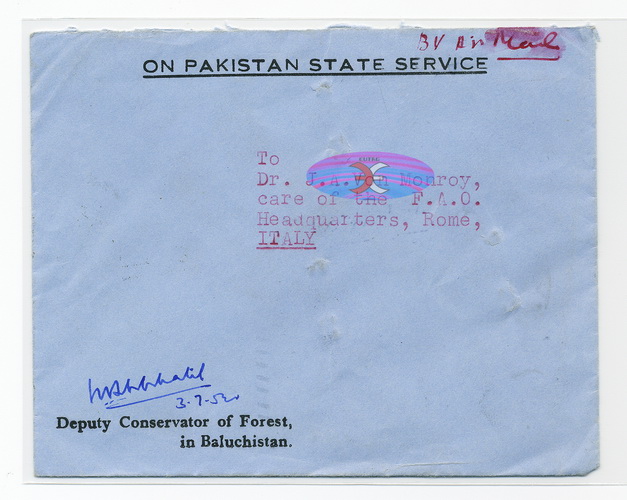 By Air Mail
ON PAKISTAN STATE SERVICE
To
Dr. J.A.Von Monroy,
care of the F.A.O.
Headquarters, Rome,
ITALY
3.7.52
Deputy Conservator of Forest,
in Baluchistan.